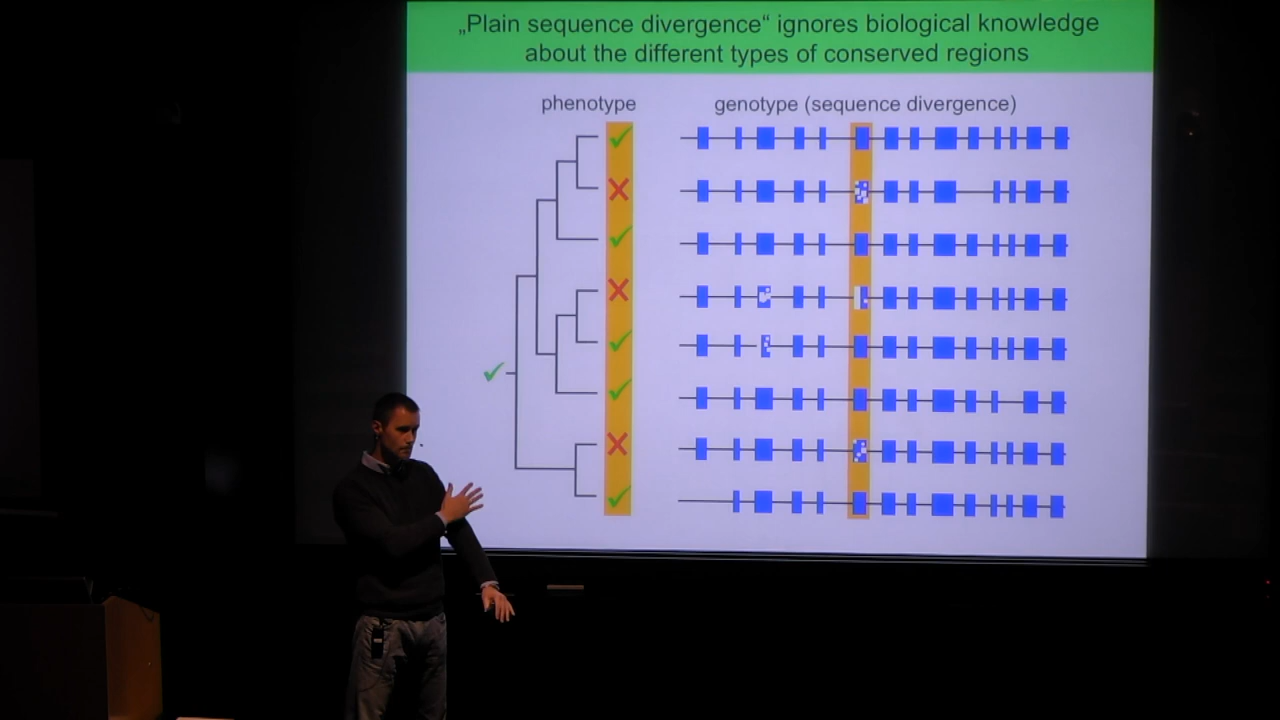 „Plain sequence divergence“ ignores biological knowledge
about the different types of conserved regions
phenotype
genotype (sequence divergence)